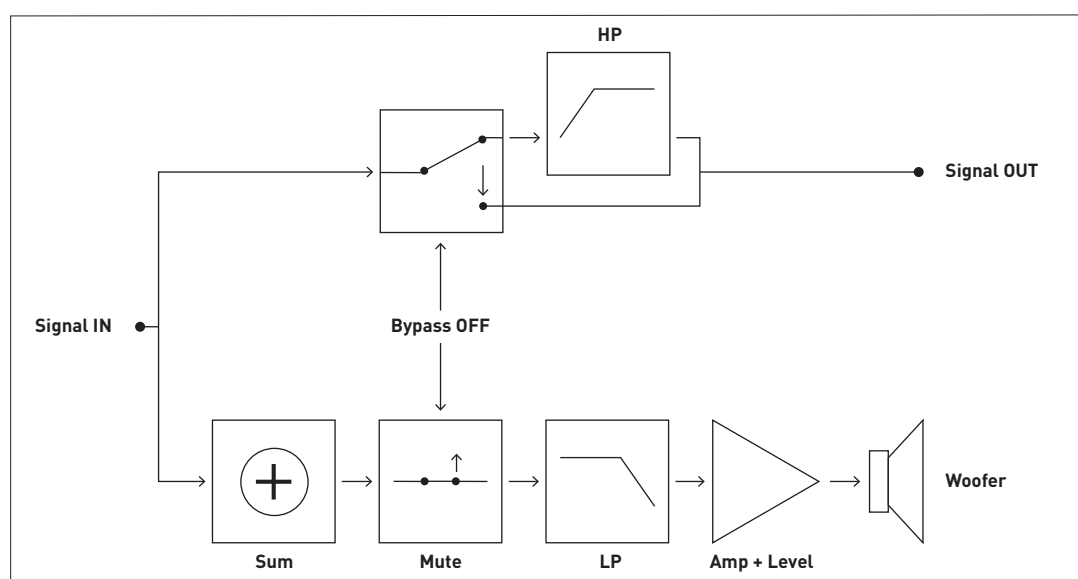 HP
Signal OUT
Signal IN
Bypass OFF
Woofer
Sum
Mute
LP
Amp + Level